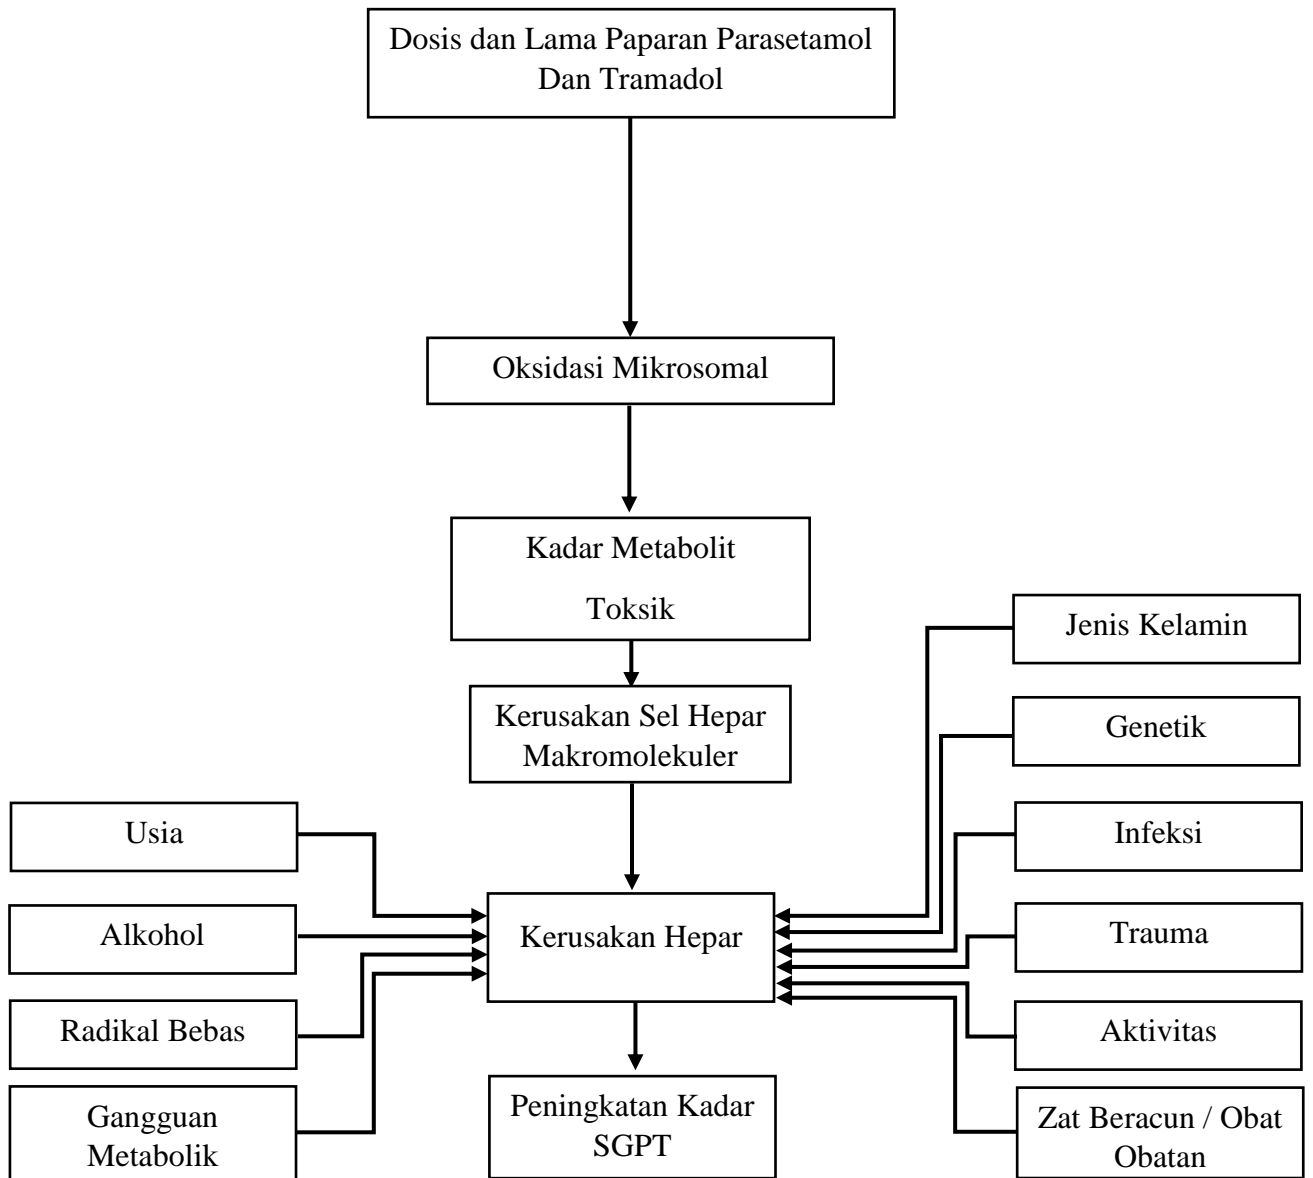 Dosis dan Lama Paparan Parasetamol
Dan Tramadol
Oksidasi Mikrosomal
Kadar Metabolit
Toksik
Kerusakan Sel Hepar
Makromolekuler
Usia
Alkohol
Radikal Bebas
Gangguan
Metabolik
Kerusakan Hepar
Peningkatan Kadar
SGPT
Jenis Kelamin
Genetik
Infeksi
Trauma
Aktivitas
Zat Beracun / Obat
Obatan